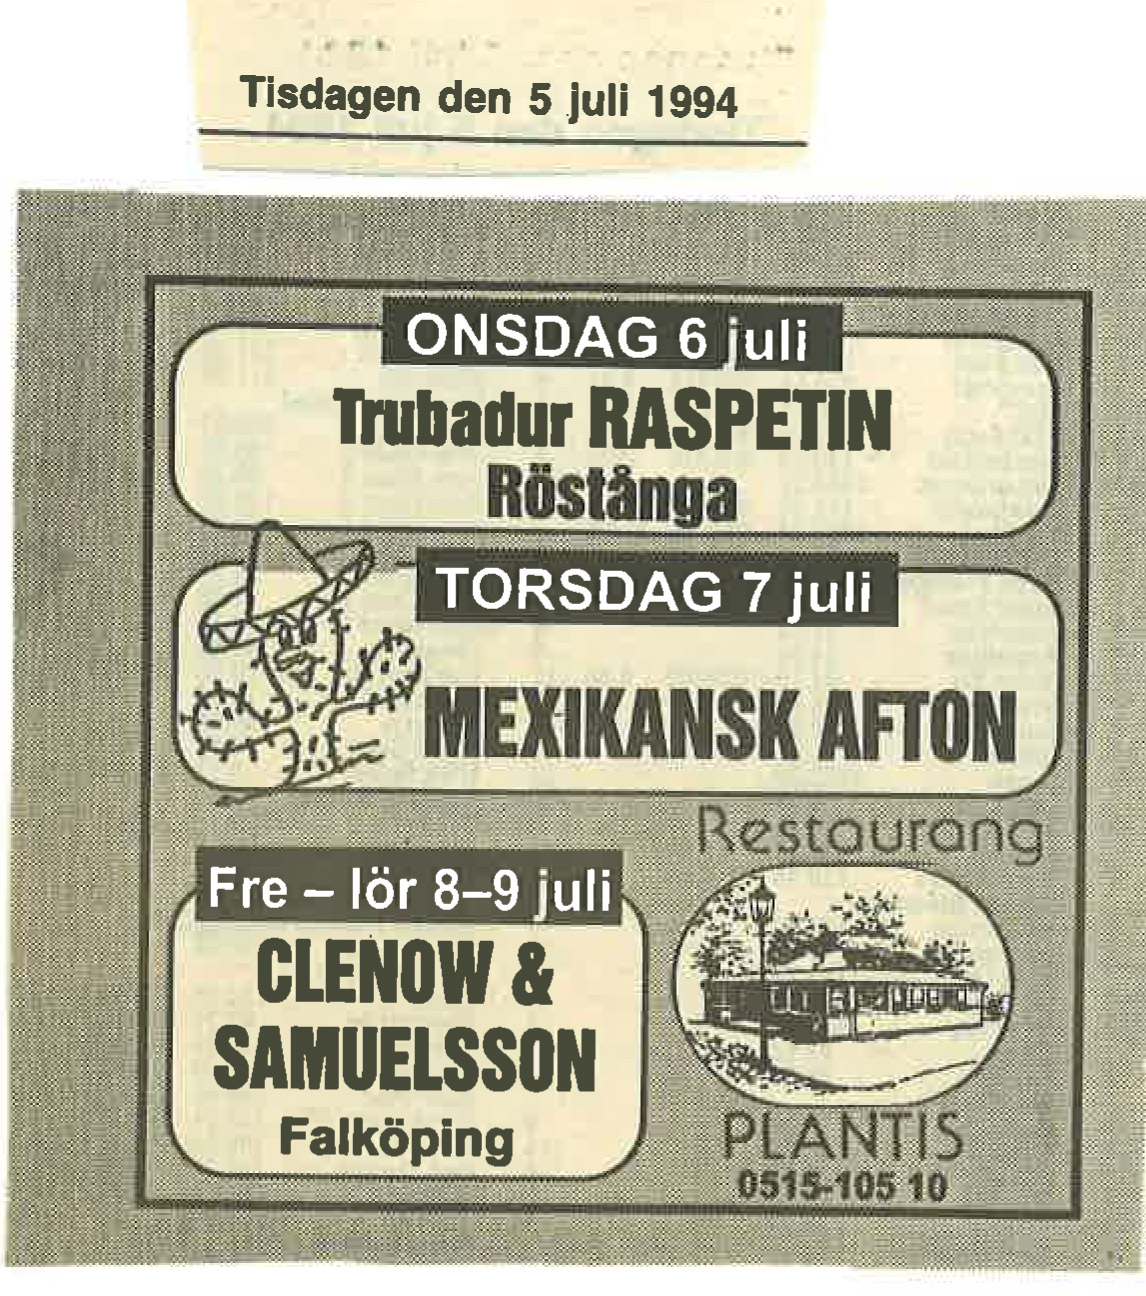 Tisdagen den 5 juli 1994
ONSDAG 6 juli
Trubadur RASPETIN
Röstånga
TORSDAG 7 juli
MEXIKANSK AFTON
Fre – lör 8–9 juli
CLENOW &
SAMUELSSON
Falköping
Restaurang
PLANTIS
0515-105 10